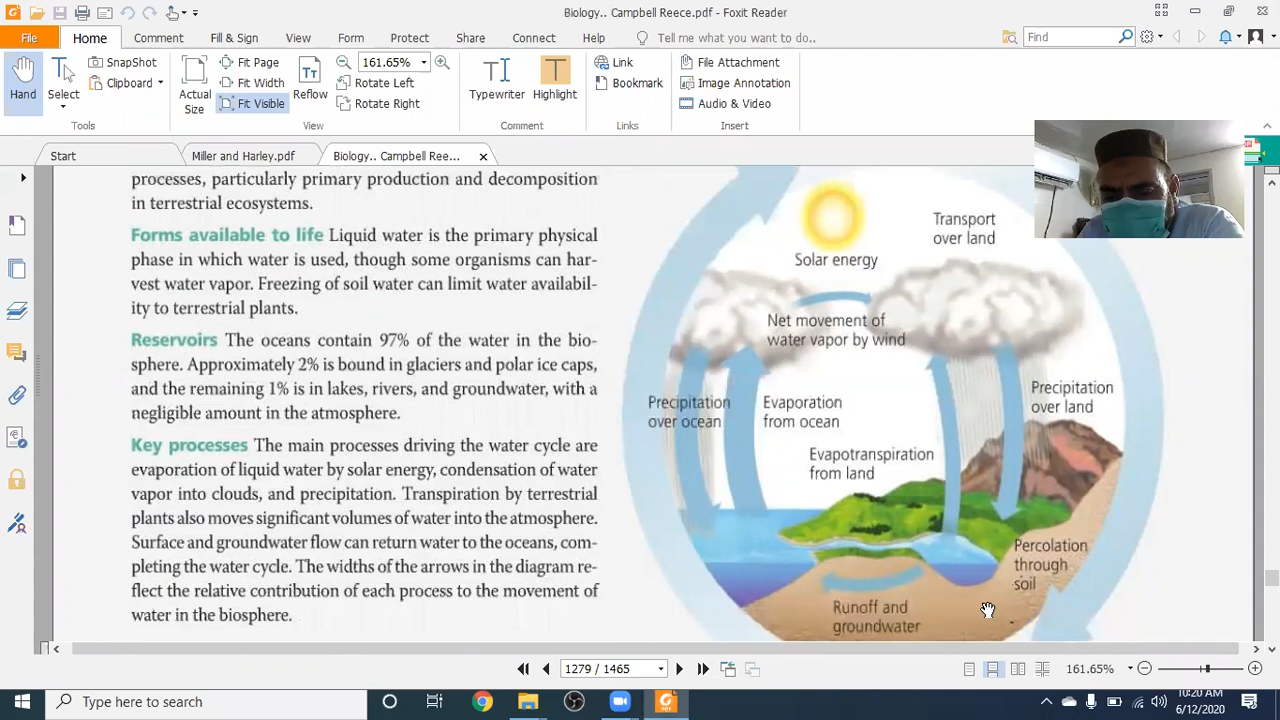 Biology.. Campbell Reece.pdf - Foxit Reader
File
Home
Comment
Fill & Sign
View
Form
Protect
Share
Connect
Help
Tell me what you want to do..
Find
Hand
Select
SnapShot
Clipboard
Actual
Size
Fit Page
Fit Width
Fit Visible
Reflow
161.65%
Rotate Left
Rotate Right
Typewriter
Highlight
Link
Bookmark
File Attachment
Image Annotation
Audio & Video
Tools
View
Comment
Links
Insert
Start
Miller and Harley.pdf
Biology.. Campbell Ree...
processes, particularly primary production and decomposition
in terrestrial ecosystems.
Forms available to life Liquid water is the primary physical
phase in which water is used, though some organisms can har-
vest water vapor. Freezing of soil water can limit water availabil-
ity to terrestrial plants.
Reservoirs The oceans contain 97% of the water in the bio-
sphere. Approximately 2% is bound in glaciers and polar ice caps,
and the remaining 1% is in lakes, rivers, and groundwater, with a
negligible amount in the atmosphere.
Key processes The main processes driving the water cycle are
evaporation of liquid water by solar energy, condensation of water
vapor into clouds, and precipitation. Transpiration by terrestrial
plants also moves significant volumes of water into the atmosphere.
Surface and groundwater flow can return water to the oceans, com-
pleting the water cycle. The widths of the arrows in the diagram re-
flect the relative contribution of each process to the movement of
water in the biosphere.
Transport
over land
Solar energy
Net movement of
water vapor by wind
Precipitation
over ocean
Evaporation
from ocean
Precipitation
over land
Evapotranspiration
from land
Percolation
through
soil
Runoff and
groundwater
1279 / 1465
161.65%
Type here to search
10:20 AM
6/12/2020